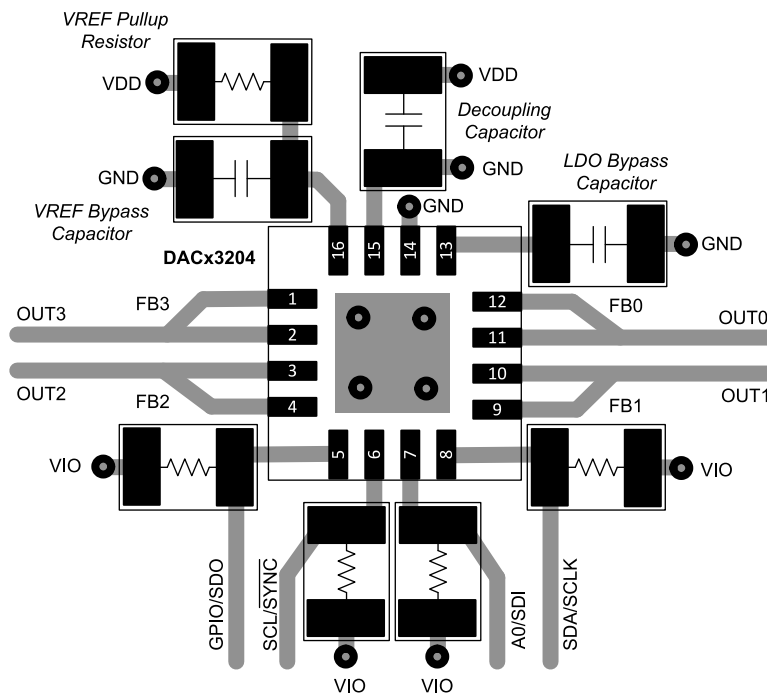 VREF Pullup
Resistor
VDD
VDD
Decoupling
Capacitor
GND
GND
VREF Bypass
Capacitor
GND
LDO Bypass
Capacitor
GND
DACx3204
16
15
14
13
1
12
FB3
FB0
OUT3
OUT0
2
11
3
10
OUT2
OUT1
FB2
FB1
4
9
5
6
7
8
VIO
VIO
GPIO/SDO
SCL/SYNC
A0/SDI
SDA/SCLK
VIO
VIO